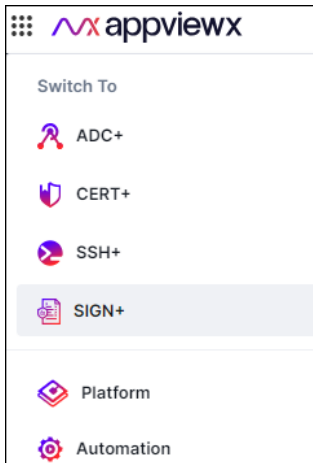 appviewx
Switch To
ADC+
CERT+
SSH+
SIGN+
Platform
Automation